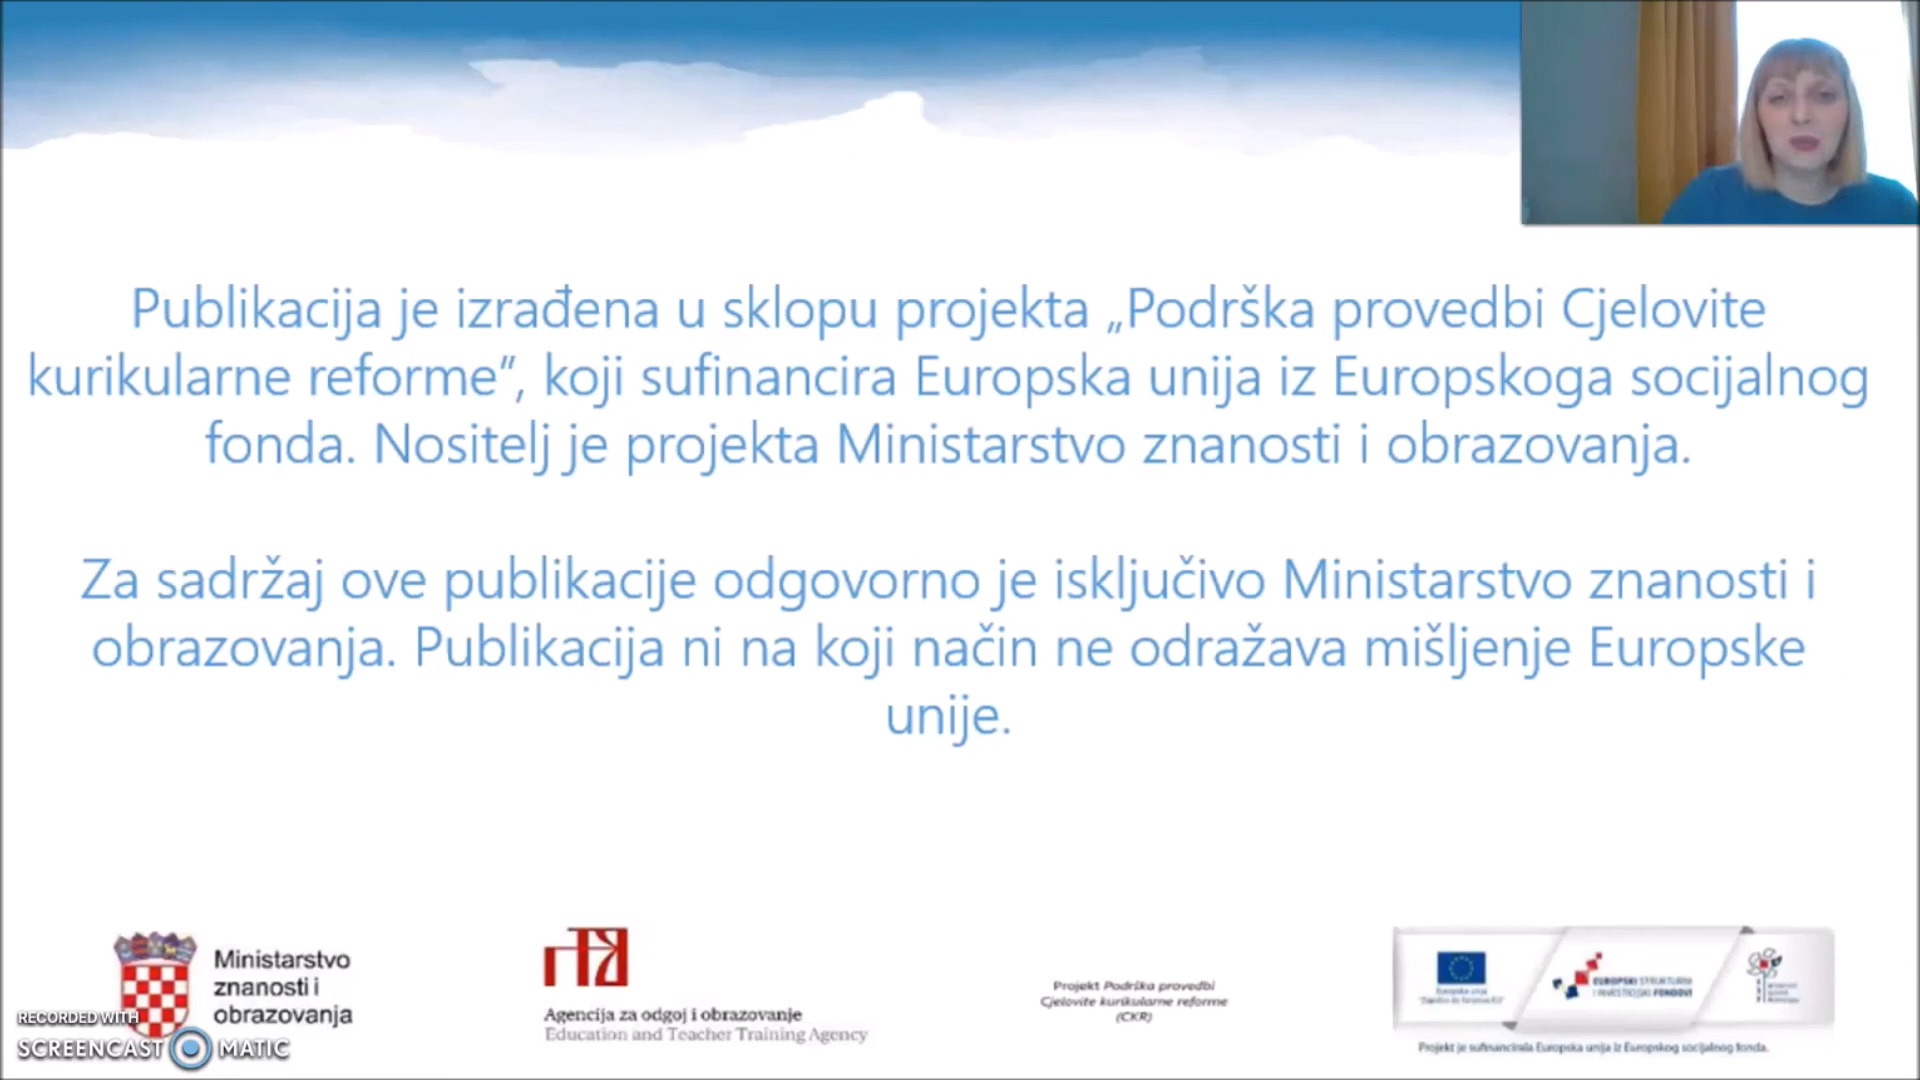 Publikacija je izrađena u sklopu projekta „Podrška provedbi Cjelovite
kurikularne reforme”, koji sufinancira Europska unija iz Europskoga socijalnog
fonda. Nositelj je projekta Ministarstvo znanosti i obrazovanja.
Za sadržaj ove publikacije odgovorno je isključivo Ministarstvo znanosti i
obrazovanja. Publikacija ni na koji način ne odražava mišljenje Europske
unije.
Ministarstvo
znanosti i
obrazovanja
Agencija za odgoj i obrazovanje
Education and Teacher Training Agency
Projekt Podrška provedbi
Cjelovite kurikularne reforme
(CKR)
EUROPSKI STRUKTURNI
I INVESTICIJSKI FONDOVI
Projekt je sufinancirala Europska unija iz Europskog socijalnog fonda.
RECORDED WITH
SCREENCAST MATIC